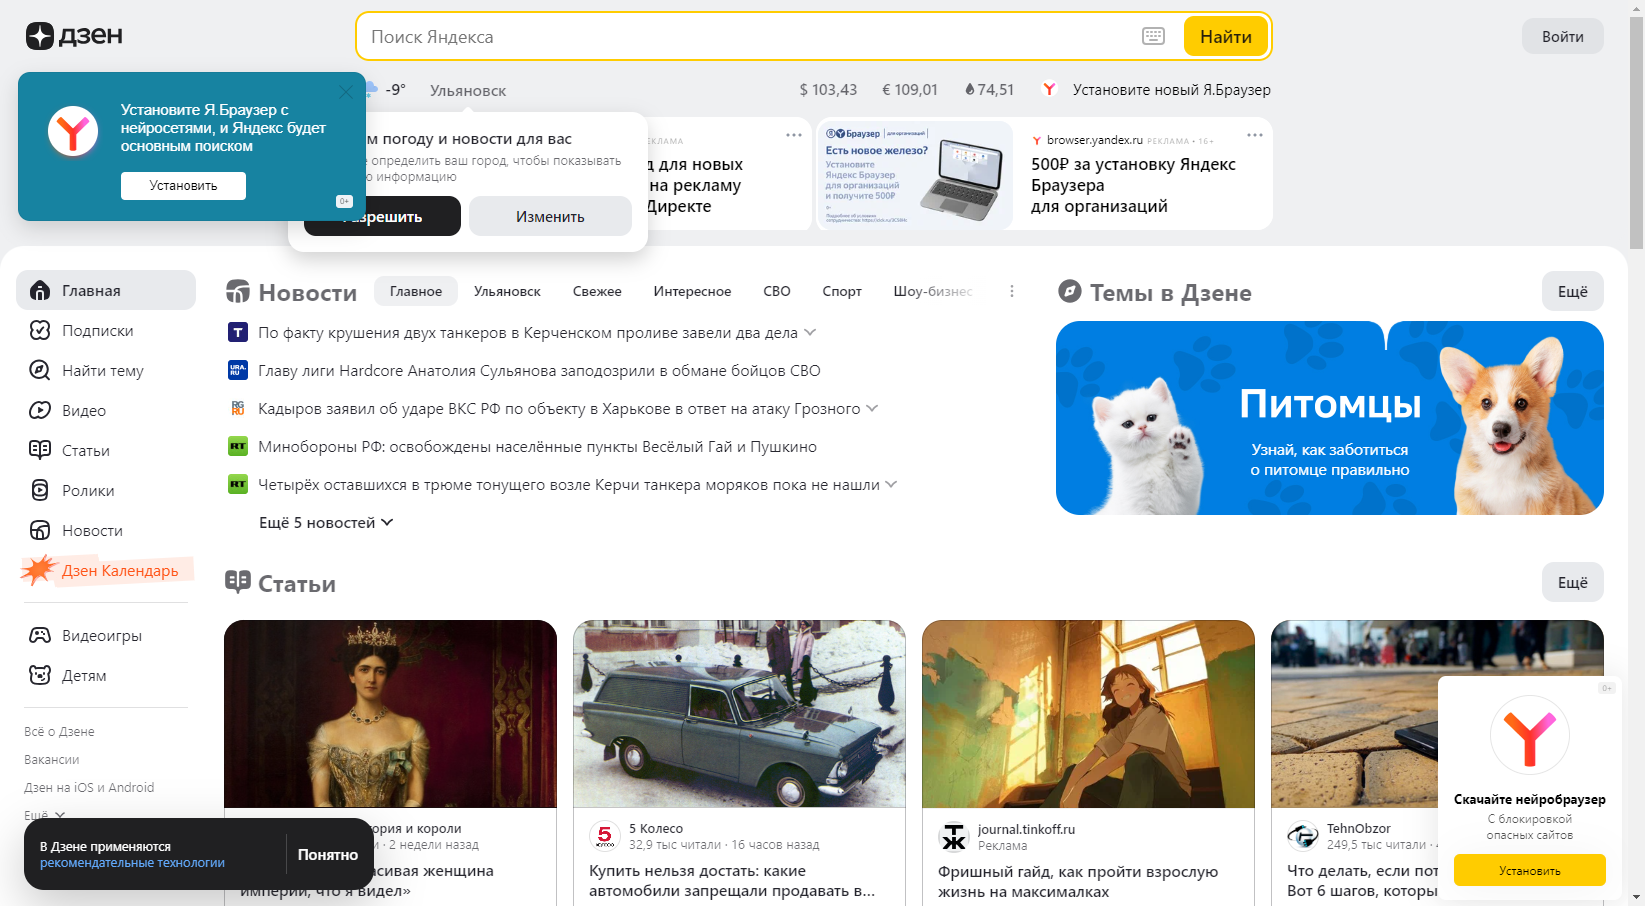 дзен
Поиск Яндекса
Найти
Войти
-9°
Ульяновск
$ 103,43
€ 109,01
74,51
Установите новый Я.Браузер
Установите Я.Браузер с
нейросетями, и Яндекс будет
основным поиском
Установить
0+
погоду и новости для вас
определить ваш город, чтобы показывать
информацию
Изменить
для новых
на рекламу
Директе
Я Браузер для организаций
Есть новое железо?
Установите
Яндекс Браузер
для организаций
и получите 500₽
browser.yandex.ru РЕКЛАМА • 16+
500₽ за установку Яндекс
Браузера
для организаций
Главная
Подписки
Найти тему
Видео
Статьи
Ролики
Новости
Дзен Календарь
Видеоигры
Детям
Всё о Дзене
Вакансии
Дзен на iOS и Android
Ещё
В Дзене применяются
рекомендательные технологии
Понятно
Новости
Главное
Ульяновск
Свежее
Интересное
СВО
Спорт
Шоу-бизнес
По факту крушения двух танкеров в Керченском проливе завели два дела
URA.RU
Главу лиги Hardcore Анатолия Сульянова заподозрили в обмане бойцов СВО
RG RU
Кадыров заявил об ударе ВКС РФ по объекту в Харькове в ответ на атаку Грозного
RT
Минобороны РФ: освобождены населённые пункты Весёлый Гай и Пушкино
RT
Четырёх оставшихся в трюме тонущего возле Керчи танкера моряков пока не нашли
Ещё 5 новостей
Темы в Дзене
Ещё
Питомцы
Узнай, как заботиться
о питомце правильно
Статьи
Ещё
и короли
2 недели назад
женщина
империи, что я видел»
5 Колесо
32,9 тыс читали · 16 часов назад
Купить нельзя достать: какие
автомобили запрещали продавать в...
journal.tinkoff.ru
Реклама
Фришный гайд, как пройти взрослую
жизнь на максималках
TehnObzor
249,5 тыс читали
Что делать, если
Вот 6 шагов,
0+
Скачайте нейробраузер
С блокировкой
опасных сайтов
Установить